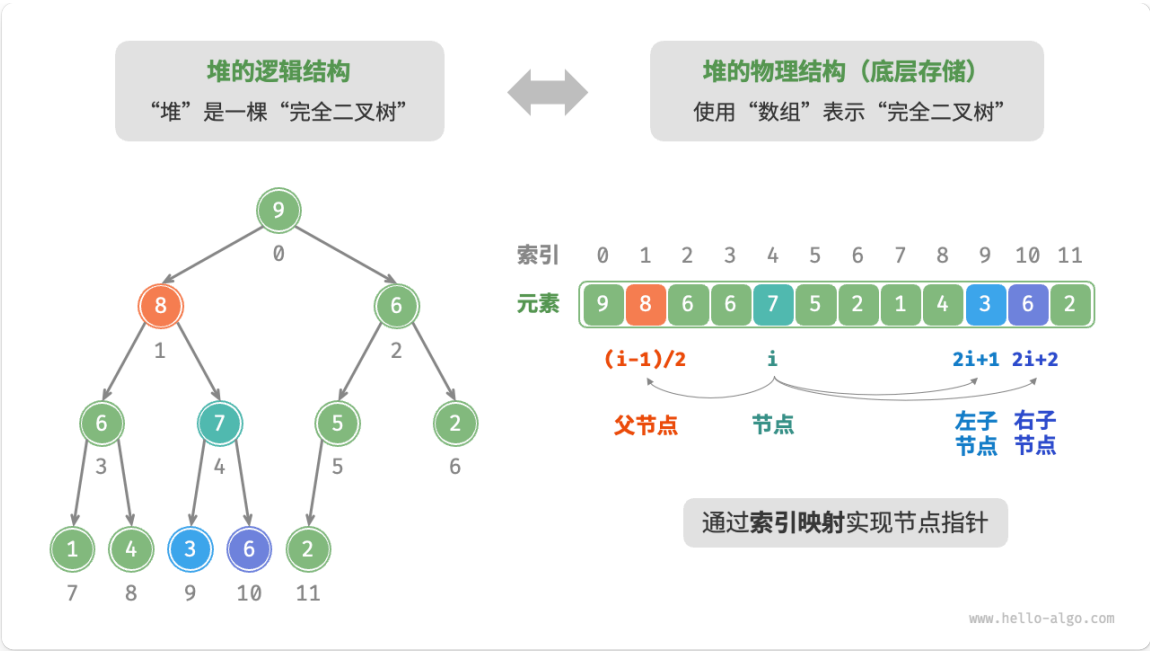 堆的逻辑结构
“堆”是一棵“完全二叉树”
堆的物理结构（底层存储）
使用“数组”表示“完全二叉树”
9
0
8
6
1
2
6
7
5
2
3
4
5
6
1
4
3
6
2
7
8
9
10
11
索引 0 1 2 3 4 5 6 7 8 9 10 11
元素 9 8 6 6 7 5 2 1 4 3 6 2
(i-1)/2
i
2i+1
2i+2
父节点
节点
左子
节点
右子
节点
通过索引映射实现节点指针
www.hello-algo.com